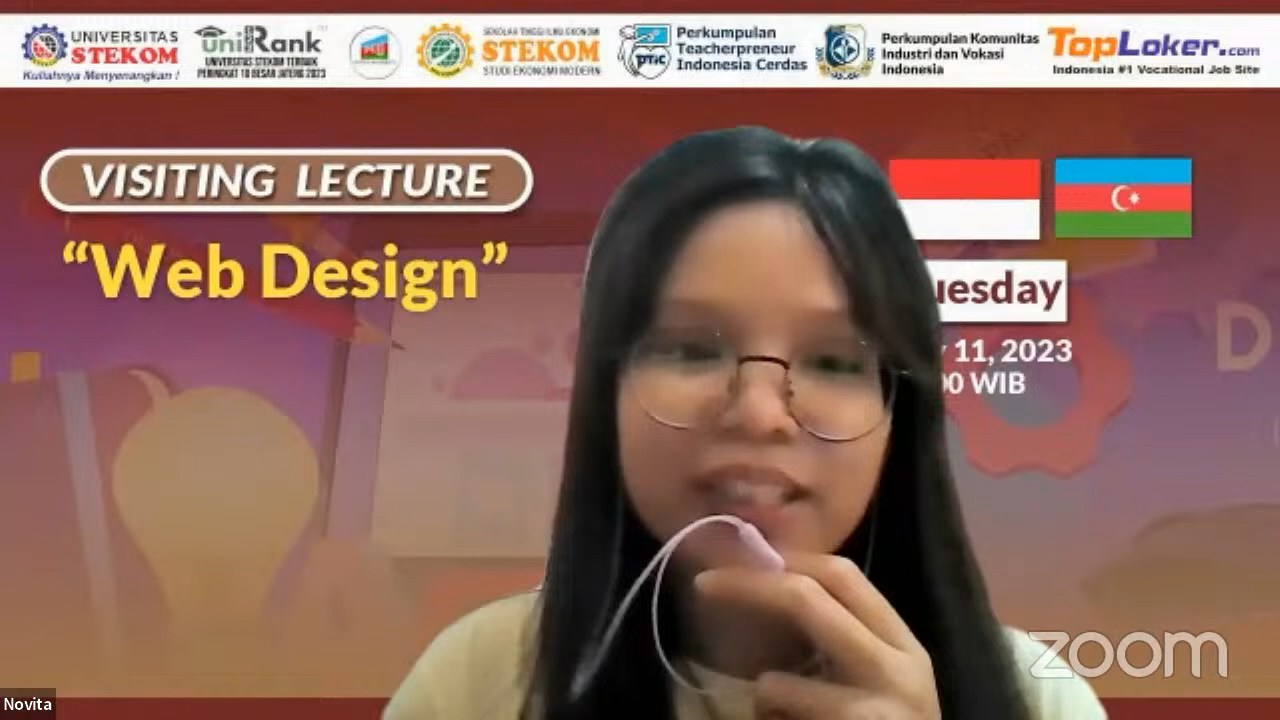 UNIVERSITAS
STEKOM
Kuliahnya Menyenangkan !
uniRank
UNIVERSITAS STEKOM TERBAIK
PERINGKAT 10 BESAR JATENG 2023
SEKOLAH TINGGI ILMU EKONOMI
STEKOM
STUDI EKONOMI MODERN
PTIC
Perkumpulan
Teacherpreneur
Indonesia Cerdas
Perkumpulan Komunitas
Industri dan Vokasi
Indonesia
TopLoker.com
Indonesia #1 Vocational Job Site
VISITING LECTURE
“Web Design”
uesday
11, 2023
00 WIB
D
zoom
Novita